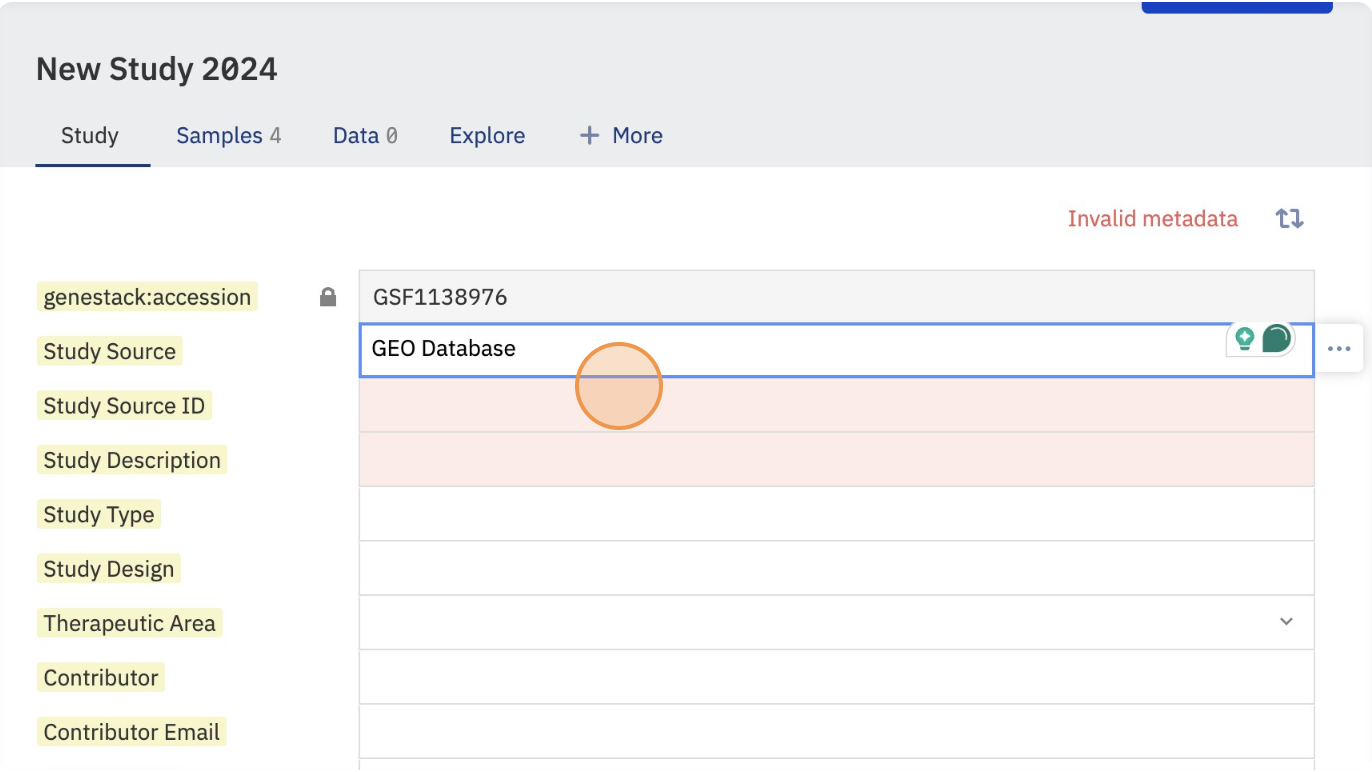 New Study 2024
Study Samples 4 Data 0 Explore + More
Invalid metadata
genestack:accession GSF1138976
Study Source GEO Database
Study Source ID
Study Description
Study Type
Study Design
Therapeutic Area
Contributor
Contributor Email